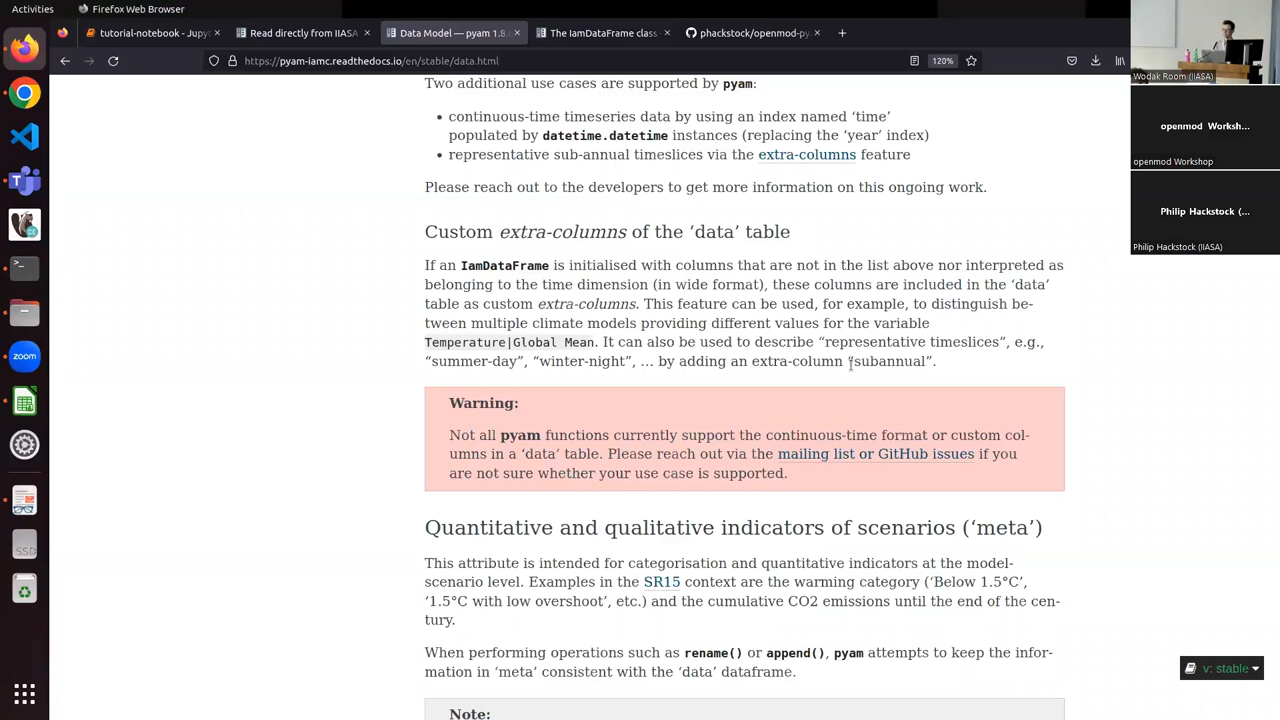 Activities
Firefox Web Browser
tutorial-notebook - Jupyt
Read directly from IIASA
Data Model — pyam 1.8.
The IamDataFrame class
phackstock/openmod-py
https://pyam-iamc.readthedocs.io/en/stable/data.html
120%
Two additional use cases are supported by pyam:
• continuous-time timeseries data by using an index named ‘time’
populated by datetime.datetime instances (replacing the ‘year’ index)
• representative sub-annual timeslices via the extra-columns feature
Please reach out to the developers to get more information on this ongoing work.
Custom extra-columns of the ‘data’ table
If an IamDataFrame is initialised with columns that are not in the list above nor interpreted as
belonging to the time dimension (in wide format), these columns are included in the ‘data’
table as custom extra-columns. This feature can be used, for example, to distinguish be-
tween multiple climate models providing different values for the variable
Temperature|Global Mean. It can also be used to describe “representative timeslices”, e.g.,
“summer-day”, “winter-night”, … by adding an extra-column “subannual”.
Warning:
Not all pyam functions currently support the continuous-time format or custom col-
umns in a ‘data’ table. Please reach out via the mailing list or GitHub issues if you
are not sure whether your use case is supported.
Quantitative and qualitative indicators of scenarios (‘meta’)
This attribute is intended for categorisation and quantitative indicators at the model-
scenario level. Examples in the SR15 context are the warming category (‘Below 1.5°C’,
‘1.5°C with low overshoot’, etc.) and the cumulative CO2 emissions until the end of the cen-
tury.
When performing operations such as rename() or append(), pyam attempts to keep the infor-
mation in ‘meta’ consistent with the ‘data’ dataframe.
Note:
v: stable
Wodak Room (IIASA)
openmod Worksh...
openmod Workshop
Philip Hackstock (...
Philip Hackstock (IIASA)
zoom
SSD